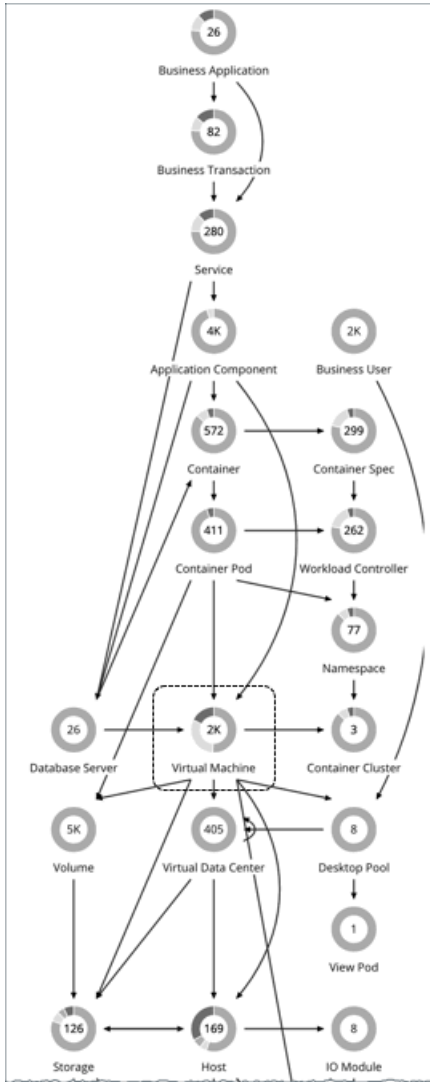 26
Business Application
82
Business Transaction
280
Service
4K
2K
Application Component
Business User
572
299
Container
Container Spec
411
262
Container Pod
Workload Controller
77
Namespace
26
2K
3
Database Server
Virtual Machine
Container Cluster
5K
405
8
Volume
Virtual Data Center
Desktop Pool
1
View Pod
126
169
8
Storage
Host
IO Module